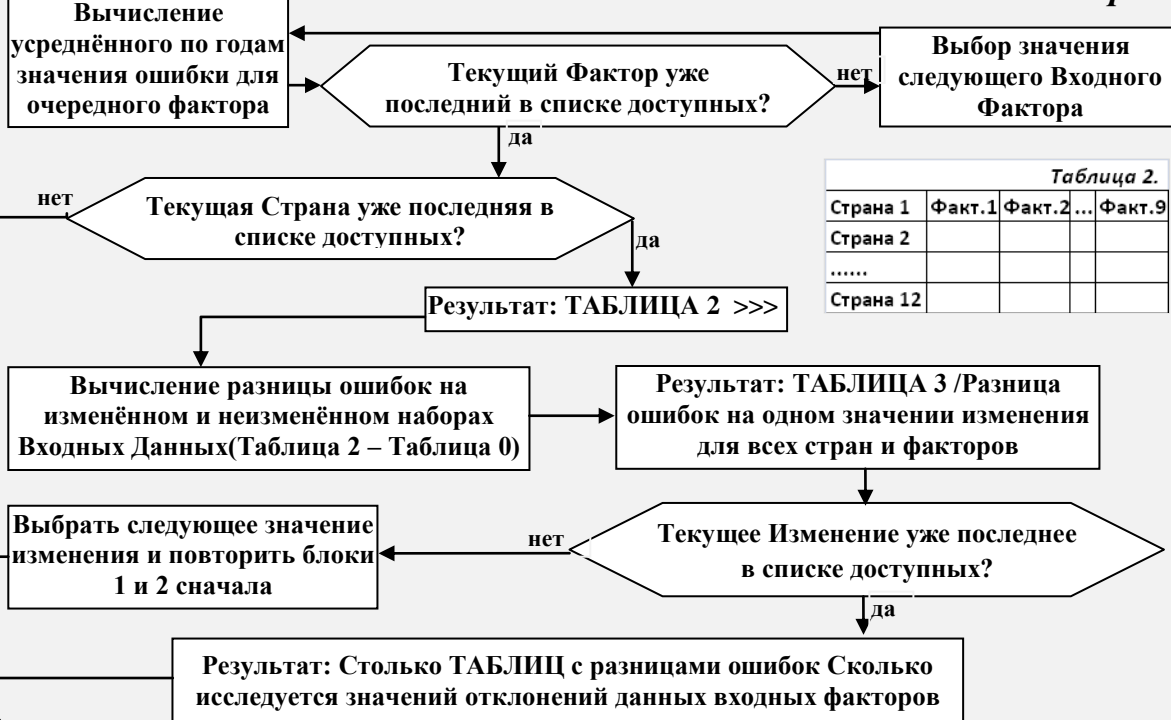 Вычисление
усреднённого по годам
значения ошибки для
очередного фактора
Текущий Фактор уже
последний в списке доступных?
нет
Выбор значения
следующего Входного
Фактора
да
нет
Текущая Страна уже последняя в
списке доступных?
да
Таблица 2.
Страна 1 Факт.1 Факт.2 ... Факт.9
Страна 2
......
Страна 12
Результат: ТАБЛИЦА 2 >>>
Вычисление разницы ошибок на
изменённом и неизменённом наборах
Входных Данных(Таблица 2 – Таблица 0)
Результат: ТАБЛИЦА 3 /Разница
ошибок на одном значении изменения
для всех стран и факторов
Выбрать следующее значение
изменения и повторить блоки
1 и 2 сначала
нет
Текущее Изменение уже последнее
в списке доступных?
да
Результат: Столько ТАБЛИЦ с разницами ошибок Сколько
исследуется значений отклонений данных входных факторов